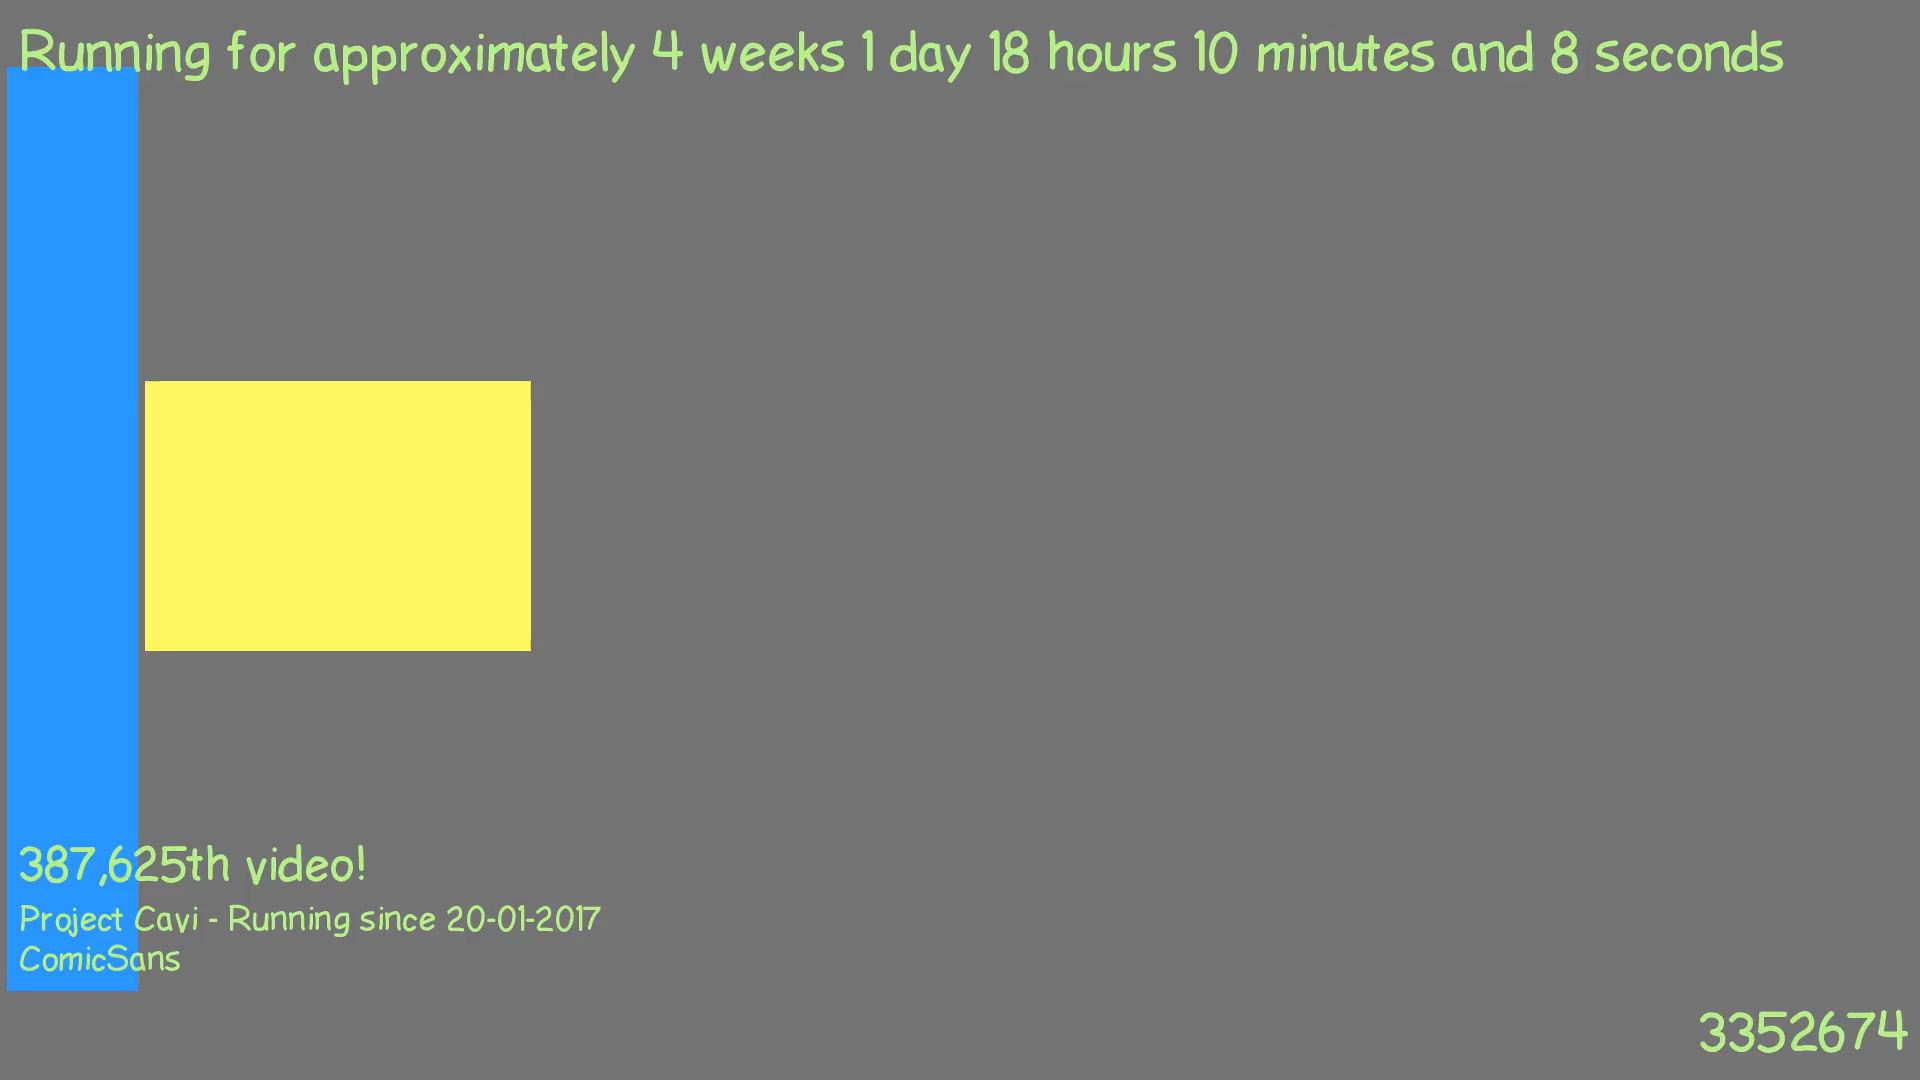 Running for approximately 4 weeks 1 day 18 hours 10 minutes and 8 seconds
387,625th video!
Project Cavi - Running since 20-01-2017
ComicSans
3352674